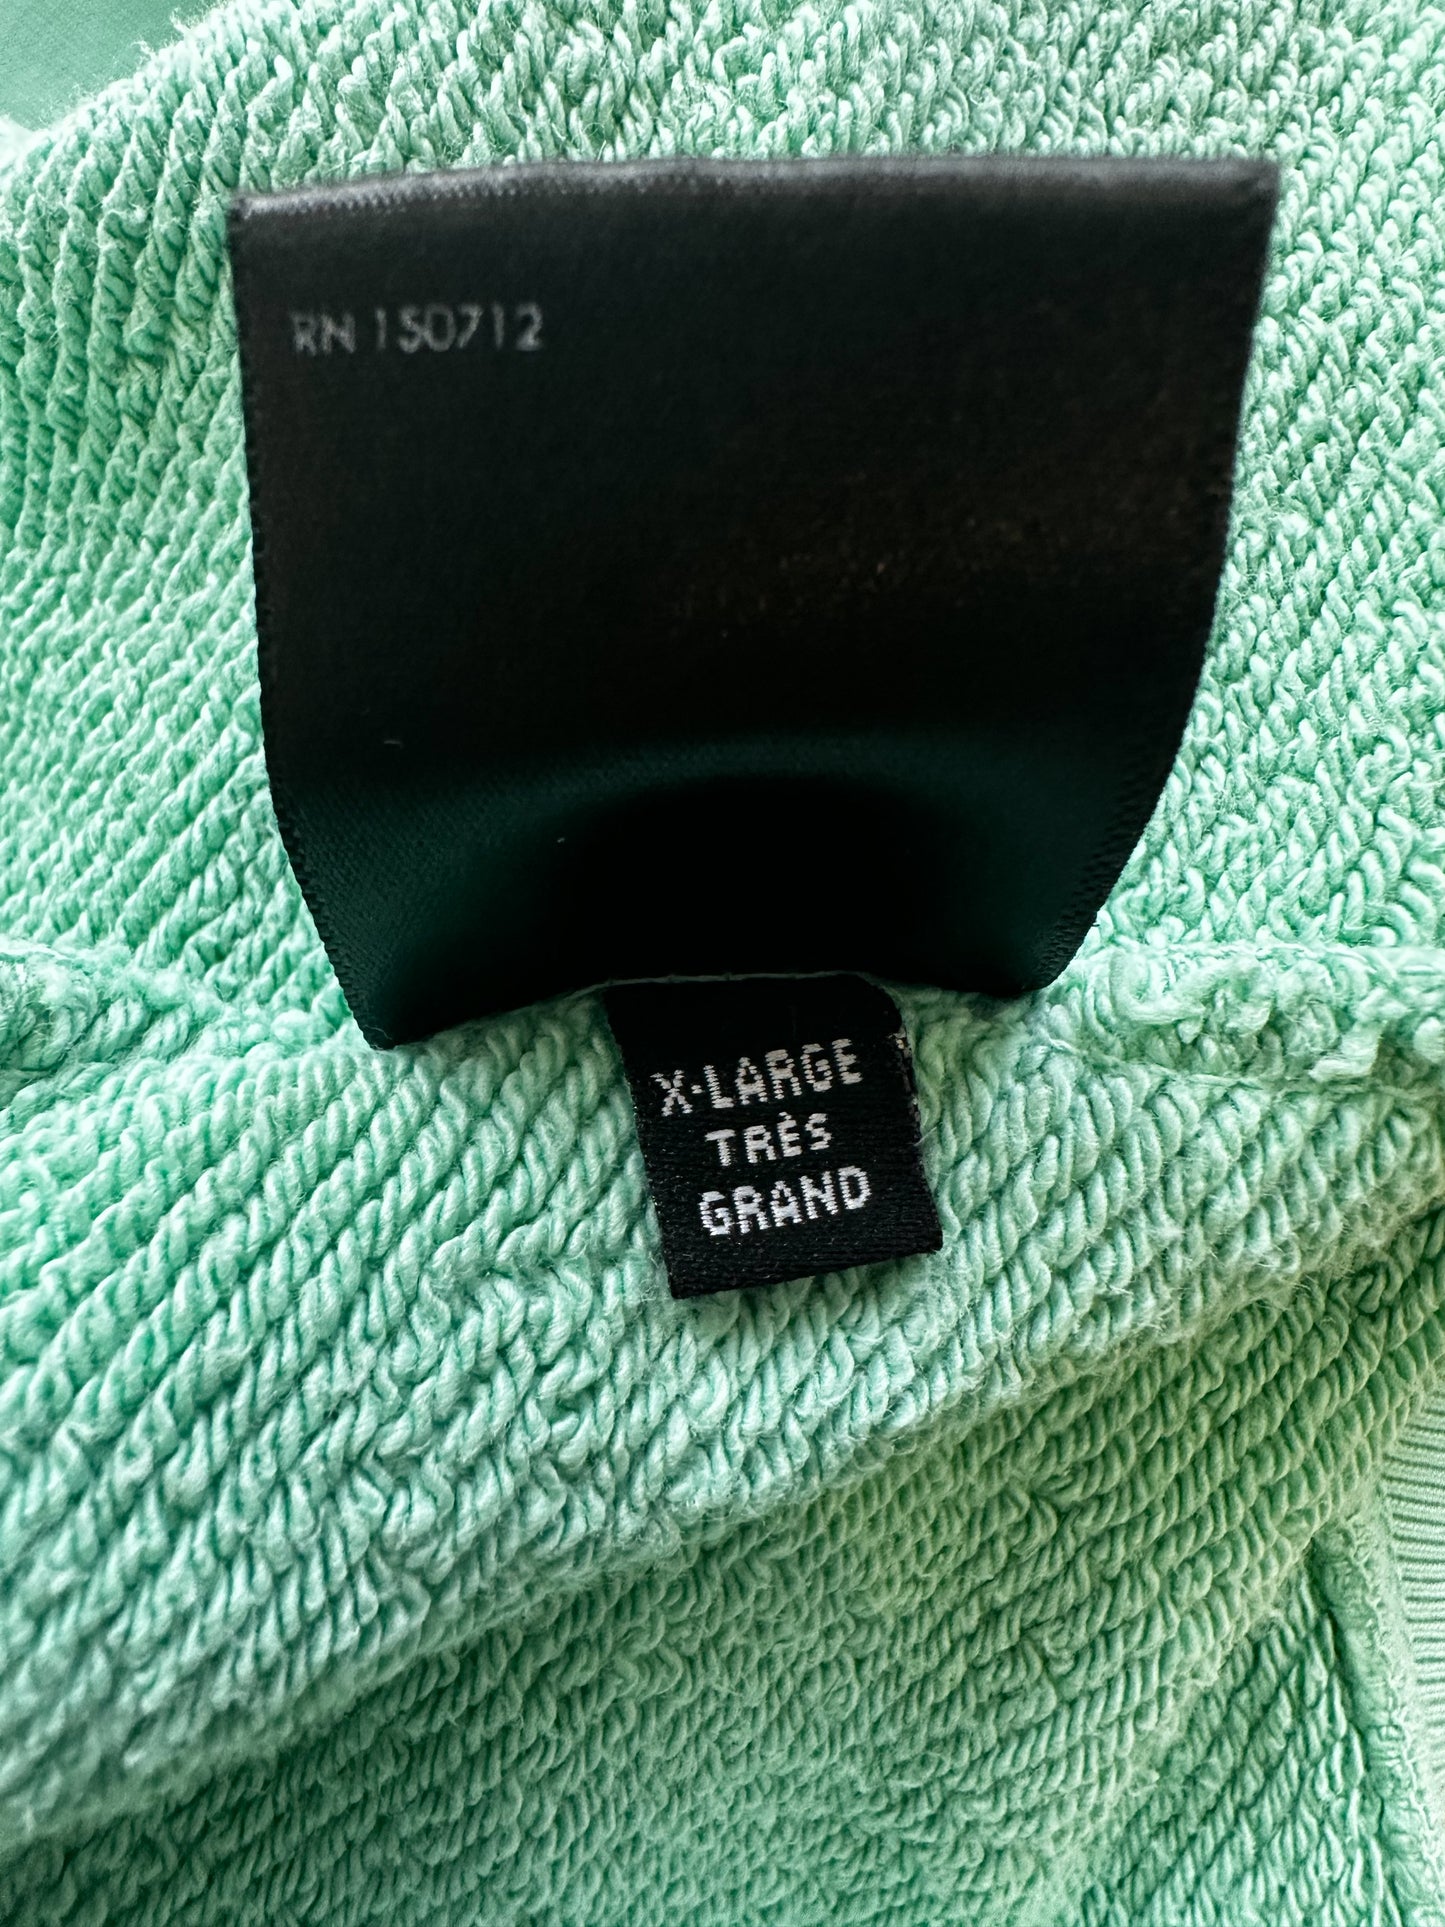 RN 150712
X-LARGE
TRÈS
GRAND